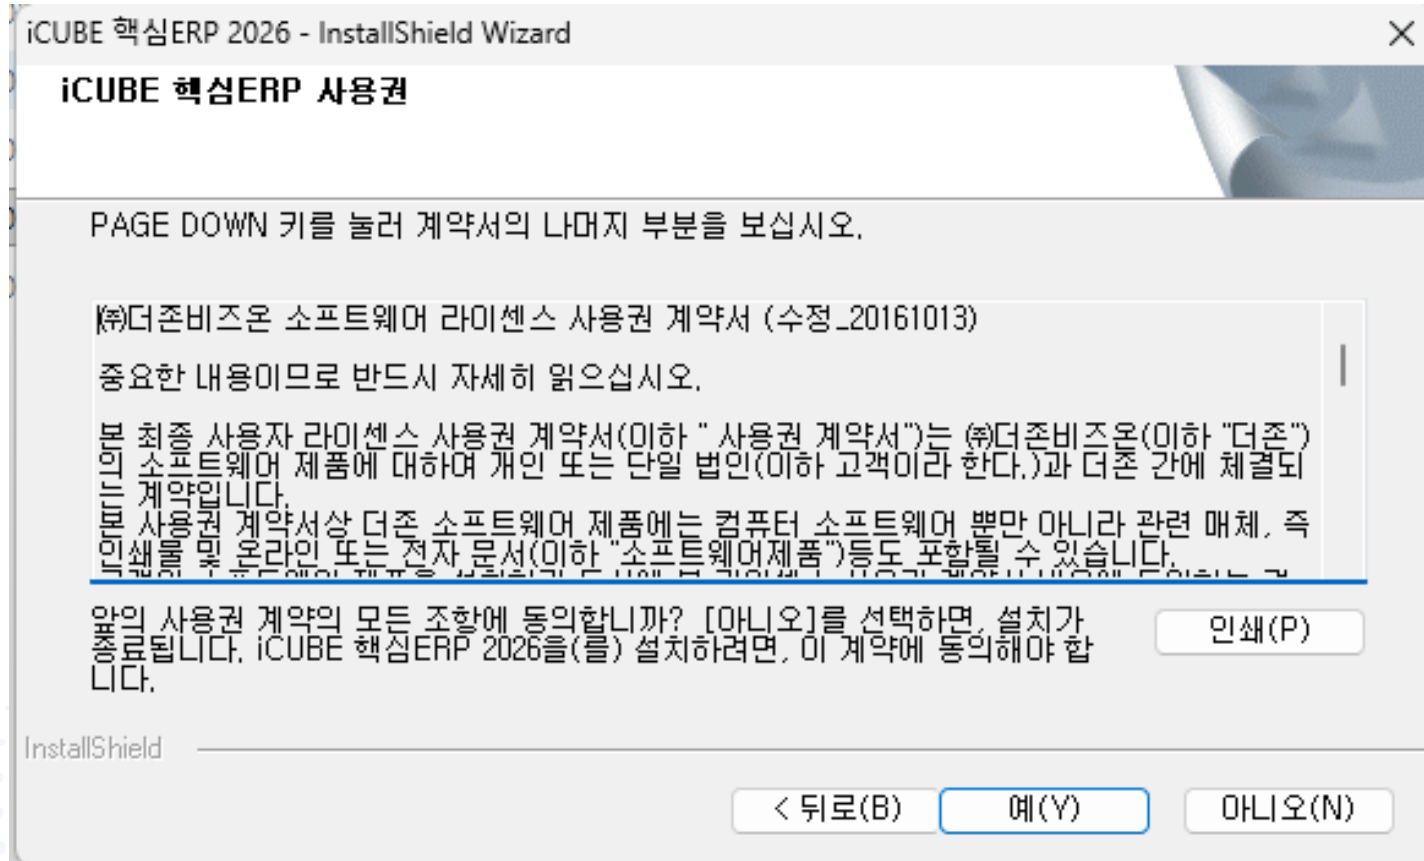 iCUBE 핵심ERP 2026 - InstallShield Wizard
iCUBE 핵심ERP 사용권
PAGE DOWN 키를 눌러 계약서의 나머지 부분을 보십시오.
㈜더존비즈온 소프트웨어 라이센스 사용권 계약서 (수정_20161013)
중요한 내용이므로 반드시 자세히 읽으십시오.
본 최종 사용자 라이센스 사용권 계약서(이하 " 사용권 계약서")는 ㈜더존비즈온(이하 "더존")
의 소프트웨어 제품에 대하여 개인 또는 단일 법인(이하 고객이라 한다.)과 더존 간에 체결되
는 계약입니다.
본 사용권 계약서상 더존 소프트웨어 제품에는 컴퓨터 소프트웨어 뿐만 아니라 관련 매체, 즉
인쇄물 및 온라인 또는 전자 문서(이하 "소프트웨어제품")등도 포함될 수 있습니다.
앞의 사용권 계약의 모든 조항에 동의합니까? [아니오]를 선택하면, 설치가
종료됩니다. iCUBE 핵심ERP 2026을(를) 설치하려면, 이 계약에 동의해야 합
니다.
인쇄(P)
InstallShield
< 뒤로(B)
예(Y)
아니오(N)